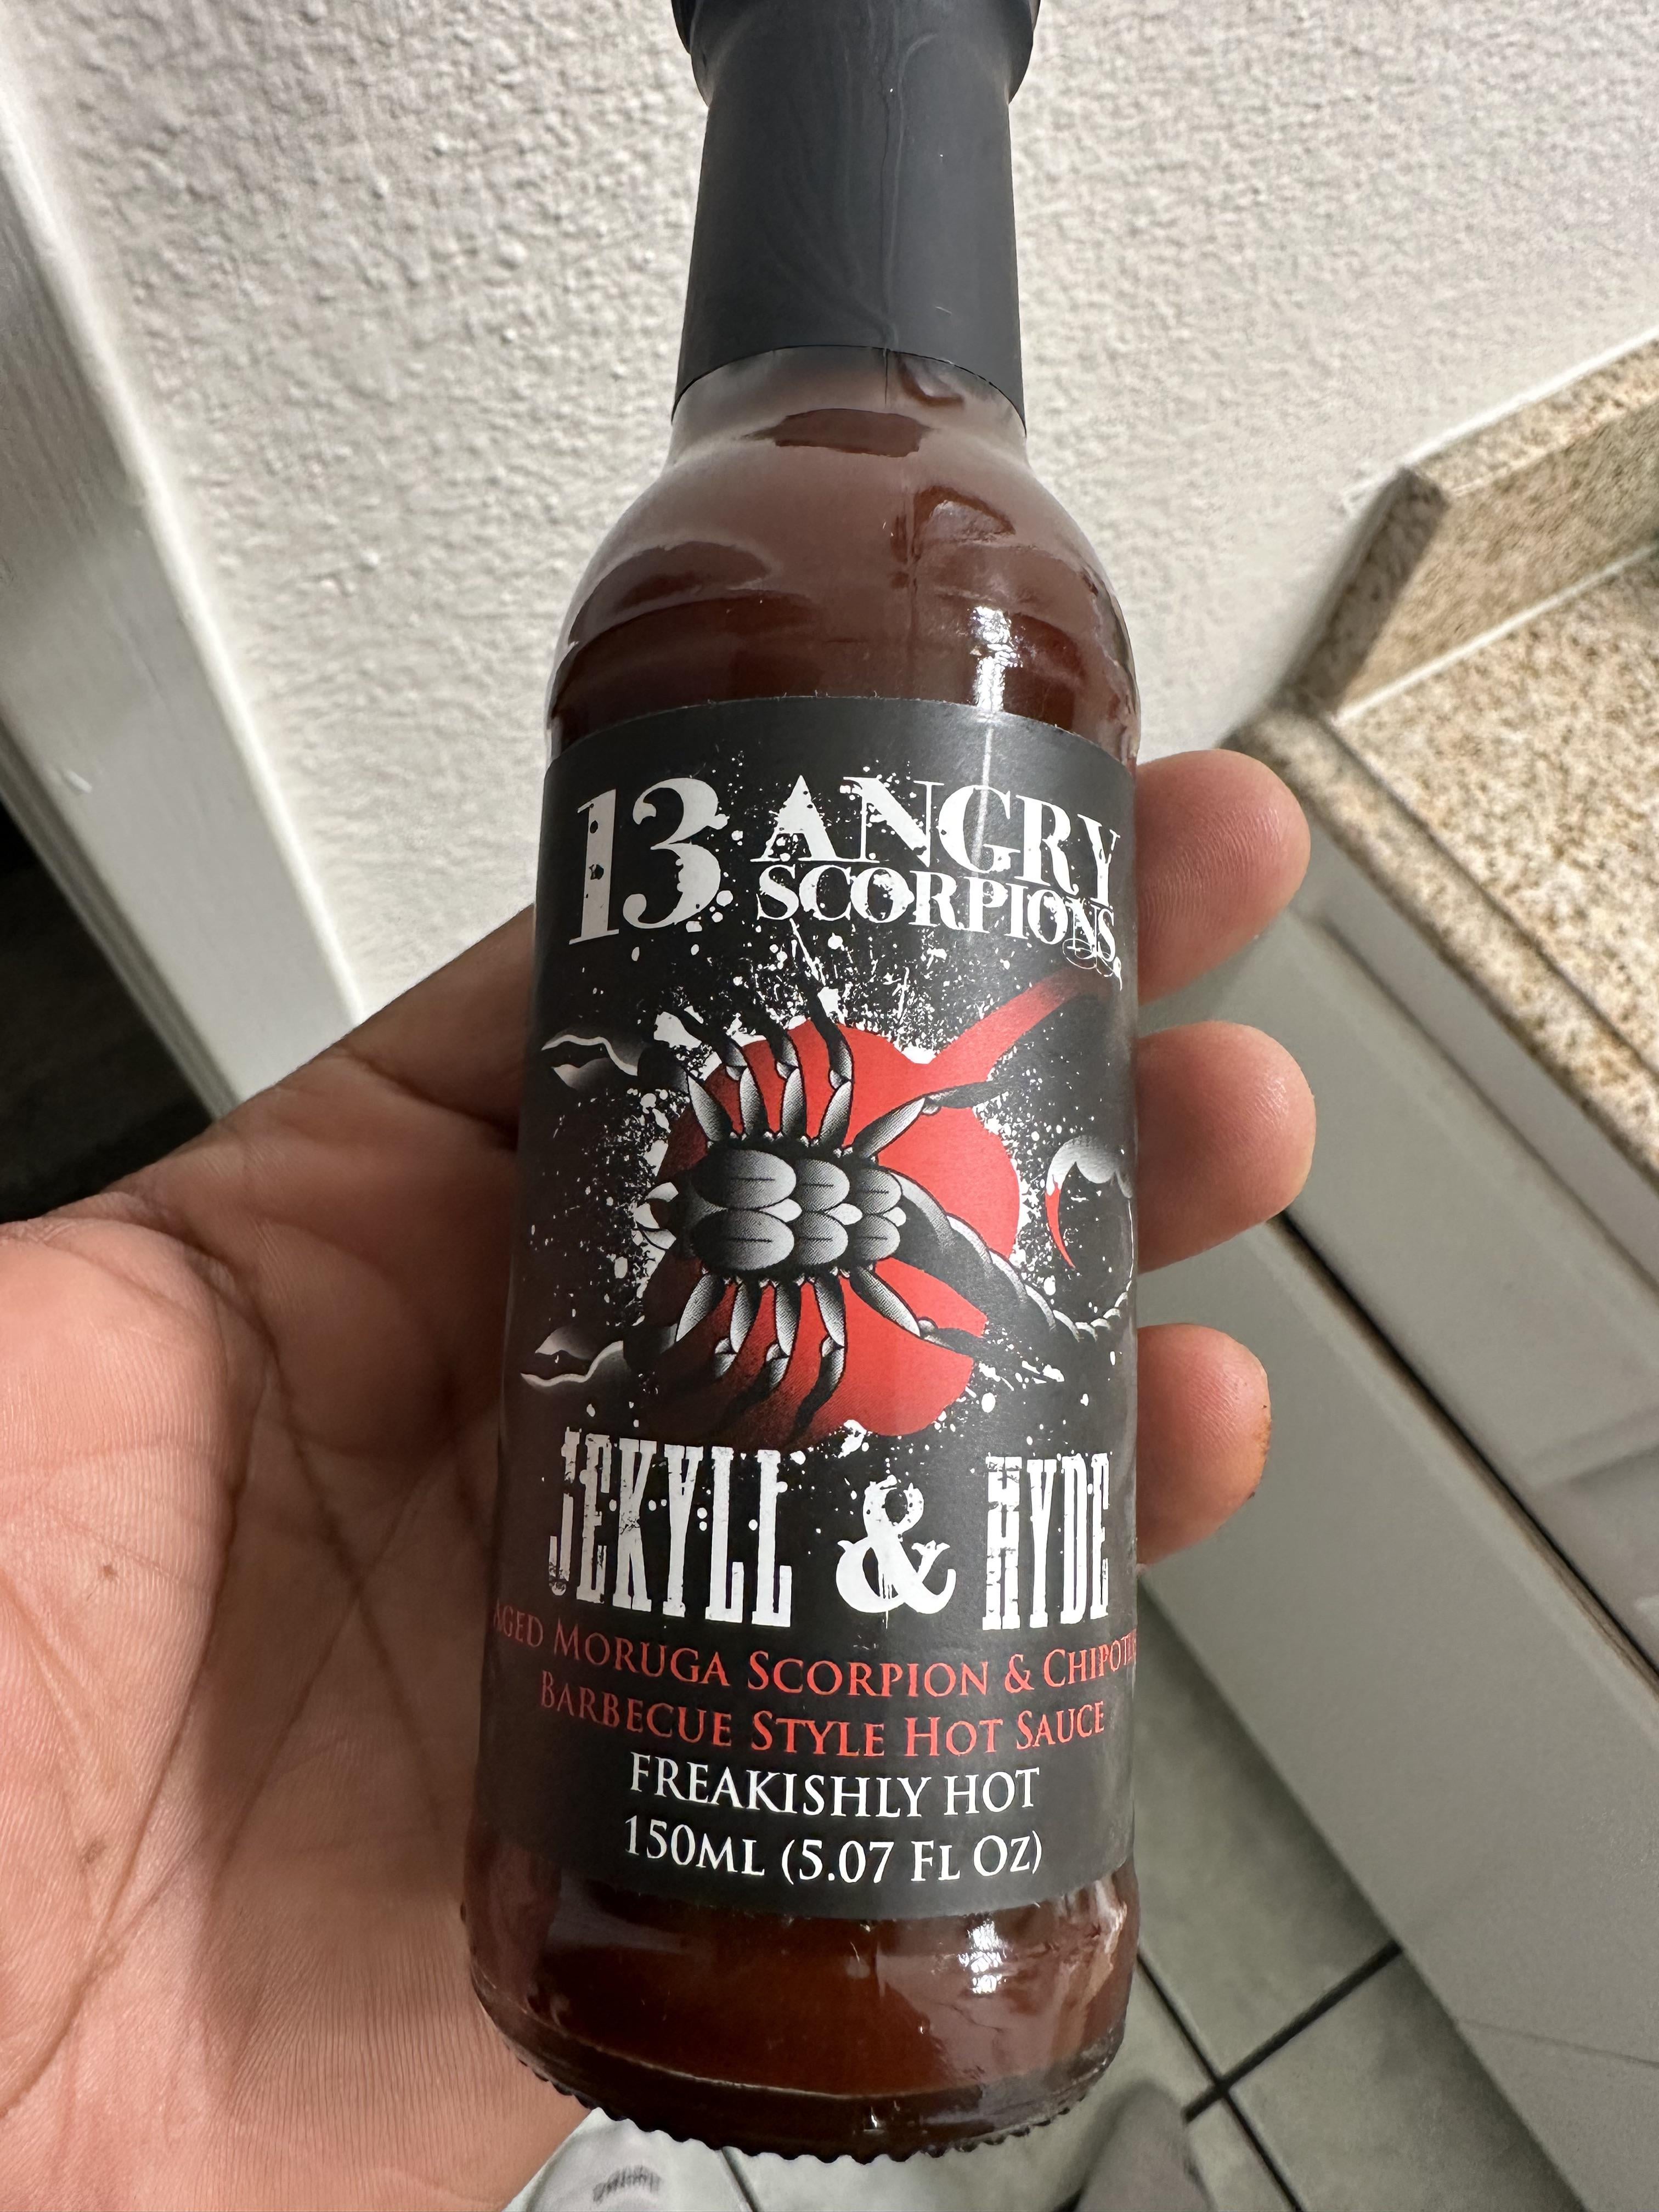 13 ANGRY
SCORPIONS
JEKYLL & HYDE
AGED MORUGA SCORPION & CHIPOTLE
BARBECUE STYLE HOT SAUCE
FREAKISHLY HOT
150ML (5.07 FL OZ)